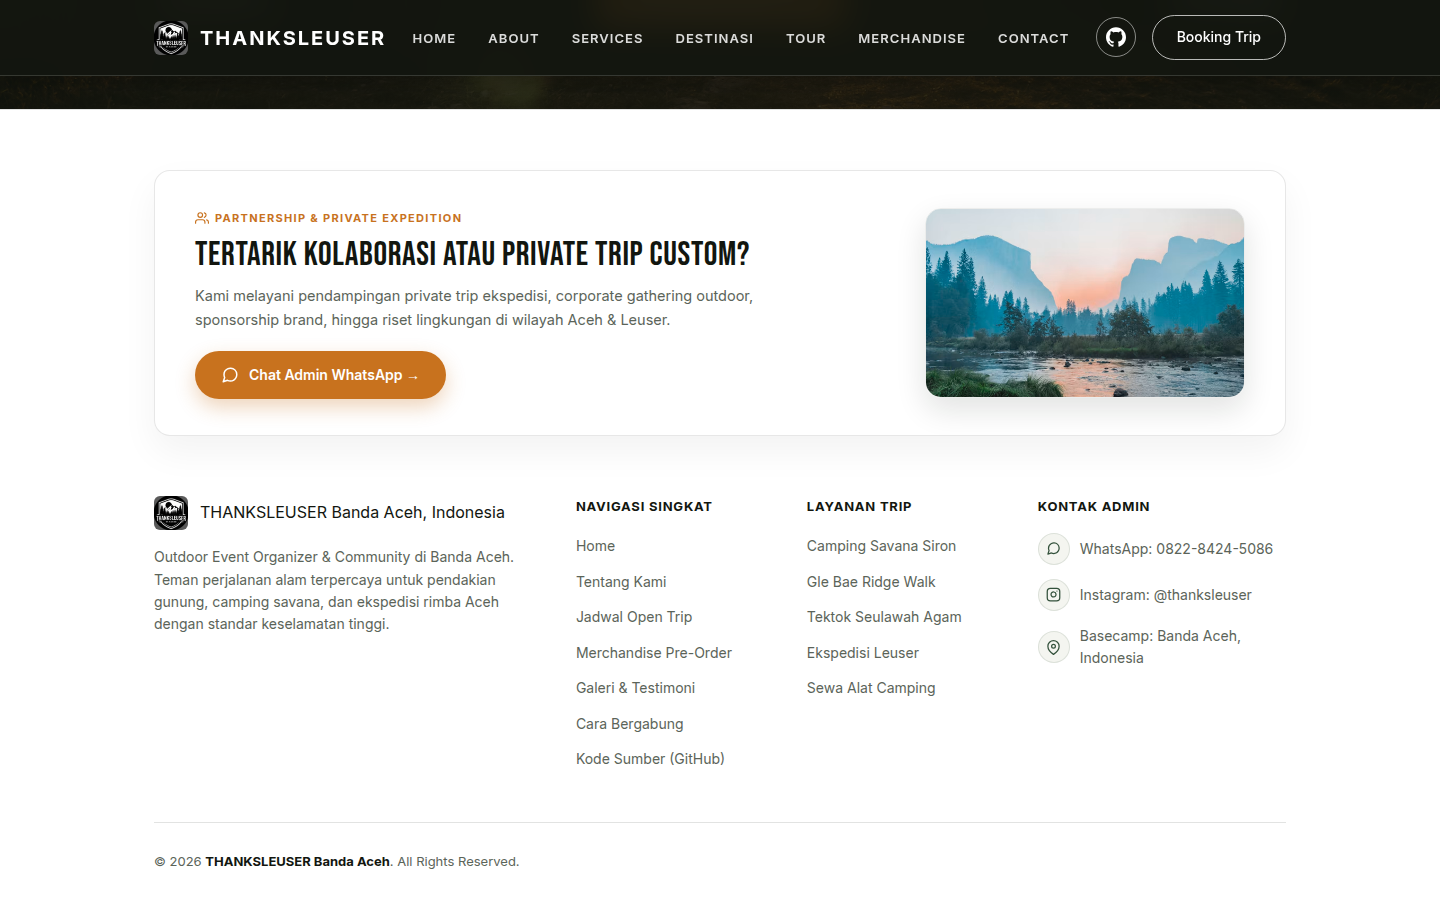 THANKSLEUSER
HOME
ABOUT
SERVICES
DESTINASI
TOUR
MERCHANDISE
CONTACT
Booking Trip
PARTNERSHIP & PRIVATE EXPEDITION
TERTARIK KOLABORASI ATAU PRIVATE TRIP CUSTOM?
Kami melayani pendampingan private trip ekspedisi, corporate gathering outdoor,
sponsorship brand, hingga riset lingkungan di wilayah Aceh & Leuser.
Chat Admin WhatsApp →
THANKSLEUSER Banda Aceh, Indonesia
Outdoor Event Organizer & Community di Banda Aceh.
Teman perjalanan alam terpercaya untuk pendakian
gunung, camping savana, dan ekspedisi rimba Aceh
dengan standar keselamatan tinggi.
NAVIGASI SINGKAT
Home
Tentang Kami
Jadwal Open Trip
Merchandise Pre-Order
Galeri & Testimoni
Cara Bergabung
Kode Sumber (GitHub)
LAYANAN TRIP
Camping Savana Siron
Gle Bae Ridge Walk
Tektok Seulawah Agam
Ekspedisi Leuser
Sewa Alat Camping
KONTAK ADMIN
WhatsApp: 0822-8424-5086
Instagram: @thanksleuser
Basecamp: Banda Aceh,
Indonesia
© 2026 THANKSLEUSER Banda Aceh. All Rights Reserved.